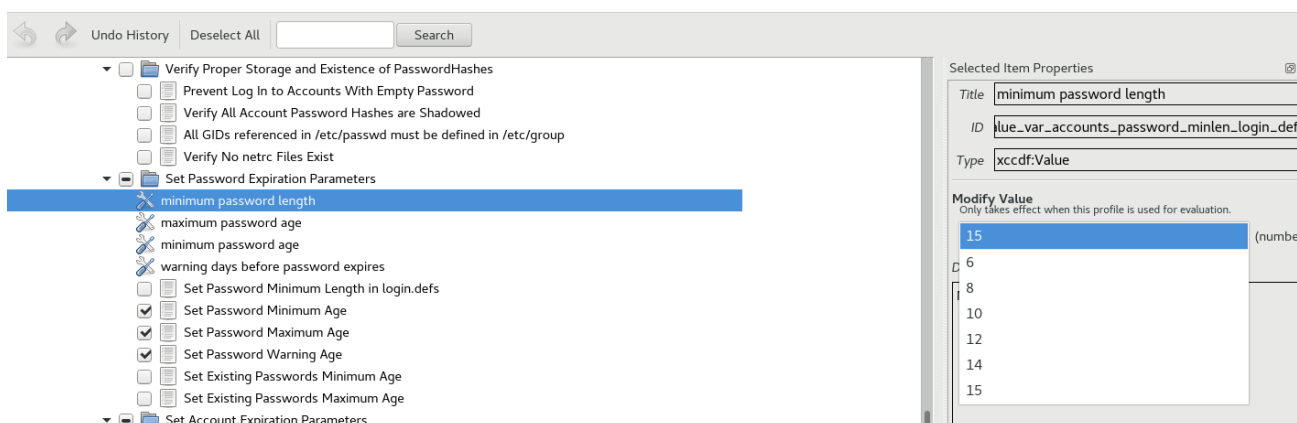 Undo History Deselect All Search
Verify Proper Storage and Existence of PasswordHashes
Prevent Log In to Accounts With Empty Password
Verify All Account Password Hashes are Shadowed
All GIDs referenced in /etc/passwd must be defined in /etc/group
Verify No netrc Files Exist
Set Password Expiration Parameters
minimum password length
maximum password age
minimum password age
warning days before password expires
Set Password Minimum Length in login.defs
Set Password Minimum Age
Set Password Maximum Age
Set Password Warning Age
Set Existing Passwords Minimum Age
Set Existing Passwords Maximum Age
Set Account Expiration Parameters
Selected Item Properties
Title minimum password length
ID lue_var_accounts_password_minlen_login_def
Type xccdf:Value
Modify Value
Only takes effect when this profile is used for evaluation.
15 (numbe
6
8
10
12
14
15